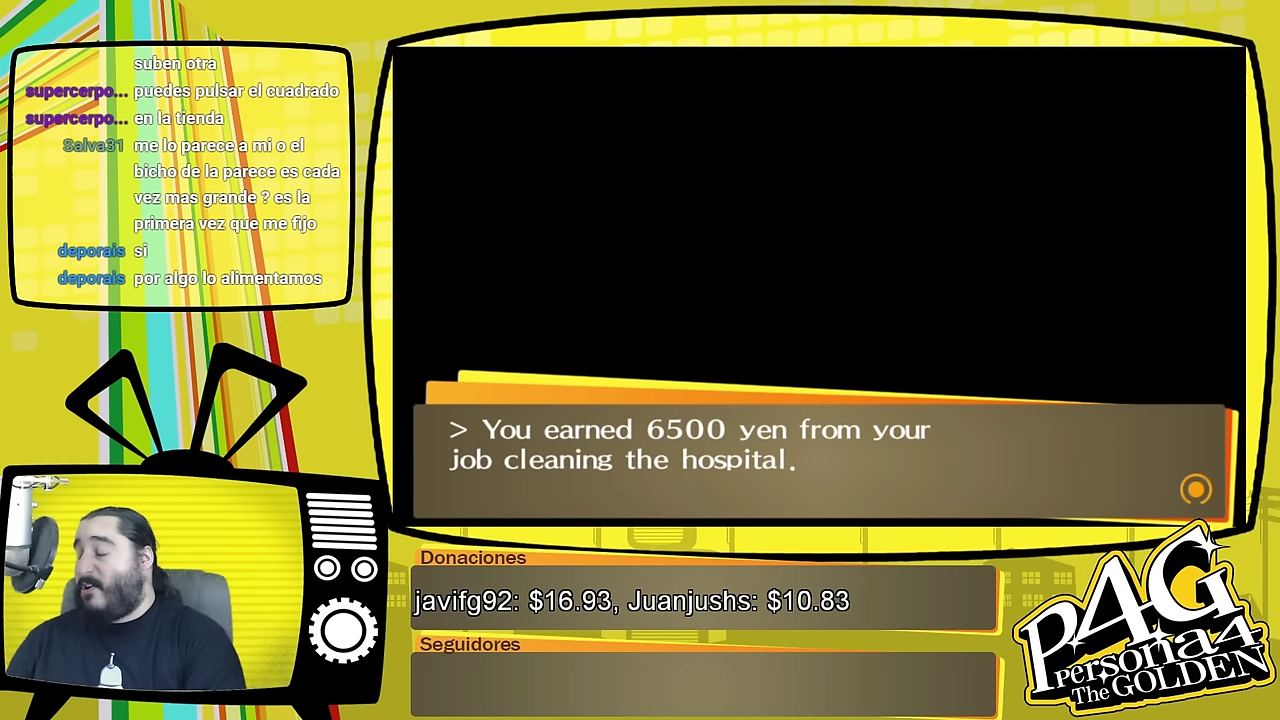 suben otra
supercerpo... puedes pulsar el cuadrado
supercerpo... en la tienda
Salva31 me lo parece a mi o el
bicho de la parece es cada
vez mas grande ? es la
primera vez que me fijo
deporais si
deporais por algo lo alimentamos
> You earned 6500 yen from your
job cleaning the hospital.
Donaciones
javifg92: $16.93, Juanjushs: $10.83
Seguidores
P4G
Persona 4
The GOLDEN